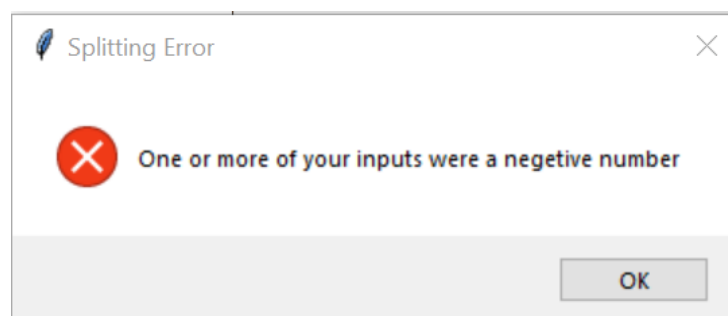 Splitting Error
One or more of your inputs were a negetive number
OK